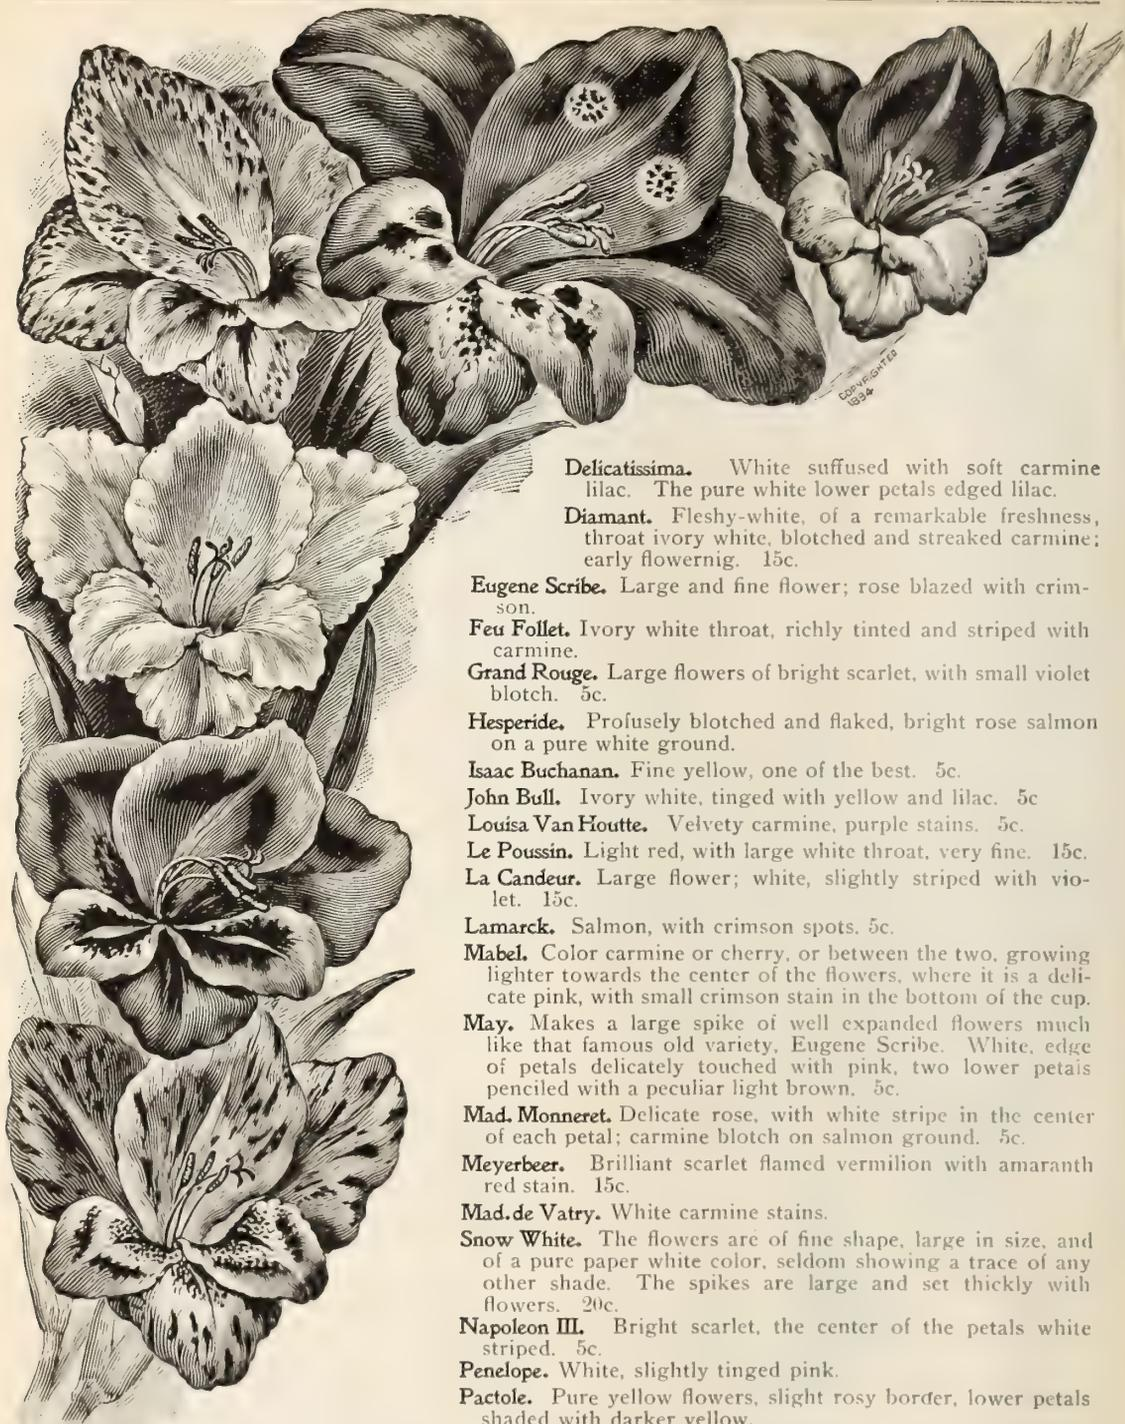 COPYRIGHTED
1894
Delicatissima. White suffused with soft carmine
lilac. The pure white lower petals edged lilac.
Diamant. Fleshy-white, of a remarkable freshness,
throat ivory white, blotched and streaked carmine;
early flowernig. 15c.
Eugene Scribe. Large and fine flower; rose blazed with crim-
son.
Feu Follet. Ivory white throat, richly tinted and striped with
carmine.
Grand Rouge. Large flowers of bright scarlet, with small violet
blotch. 5c.
Hesperide. Profusely blotched and flaked, bright rose salmon
on a pure white ground.
Isaac Buchanan. Fine yellow, one of the best. 5c.
John Bull. Ivory white, tinged with yellow and lilac. 5c
Louisa Van Houtte. Velvety carmine, purple stains. 5c.
Le Poussin. Light red, with large white throat, very fine. 15c.
La Candeur. Large flower; white, slightly striped with vio-
let. 15c.
Lamarck. Salmon, with crimson spots. 5c.
Mabel. Color carmine or cherry, or between the two, growing
lighter towards the center of the flowers, where it is a deli-
cate pink, with small crimson stain in the bottom of the cup.
May. Makes a large spike of well expanded flowers much
like that famous old variety, Eugene Scribe. White, edge
of petals delicately touched with pink, two lower petals
penciled with a peculiar light brown. 5c.
Mad. Monneret. Delicate rose, with white stripe in the center
of each petal; carmine blotch on salmon ground. 5c.
Meyerbeer. Brilliant scarlet flamed vermilion with amaranth
red stain. 15c.
Mad. de Vatry. White carmine stains.
Snow White. The flowers are of fine shape, large in size, and
of a pure paper white color, seldom showing a trace of any
other shade. The spikes are large and set thickly with
flowers. 20c.
Napoleon III. Bright scarlet, the center of the petals white
striped. 5c.
Penelope. White, slightly tinged pink.
Pactole. Pure yellow flowers, slight rosy border, lower petals
shaded with darker yellow.